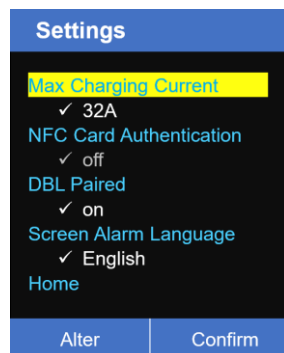 Settings
Max Charging Current
✓ 32A
NFC Card Authentication
✓ off
DBL Paired
✓ on
Screen Alarm Language
✓ English
Home
Alter Confirm